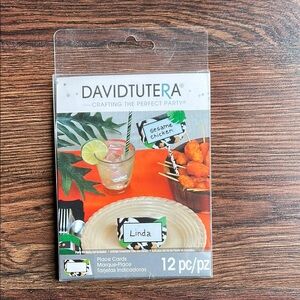 DAVIDTUTERA
CRAFTING THE PERFECT PARTY
Sesame
chicken
Linda
Place Cards
Marque-Place
Tarjetas Indicadoras
12 pc/pz